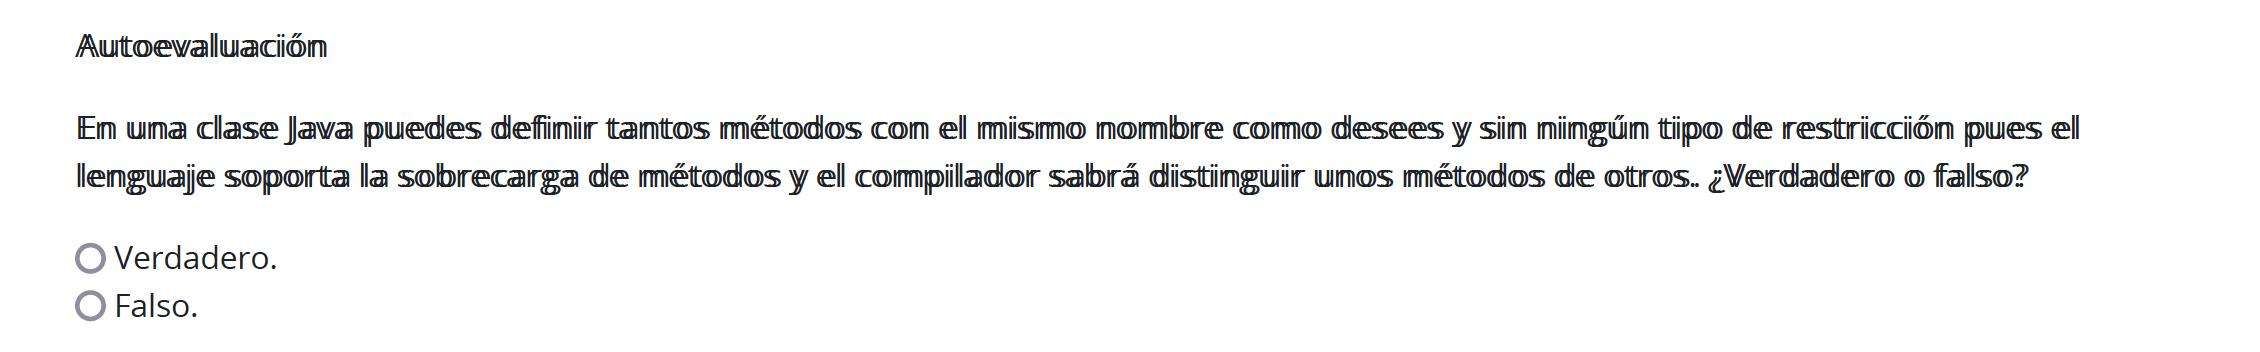 Autoevaluación
En una clase Java puedes definir tantos métodos con el mismo nombre como desees y sin ningún tipo de restricción pues el
lenguaje soporta la sobrecarga de métodos y el compilador sabrá distinguir unos métodos de otros. ¿Verdadero o falso?
Verdadero.
Falso.